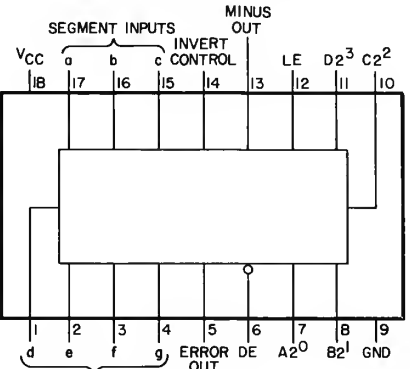 MINUS
OUT
SEGMENT INPUTS
INVERT
CONTROL
VCC a b c LE D2³ C2²
18 17 16 15 14 13 12 11 10
1 2 3 4 5 6 7 8 9
d e f g ERROR
OUT DE A2⁰ B2¹ GND